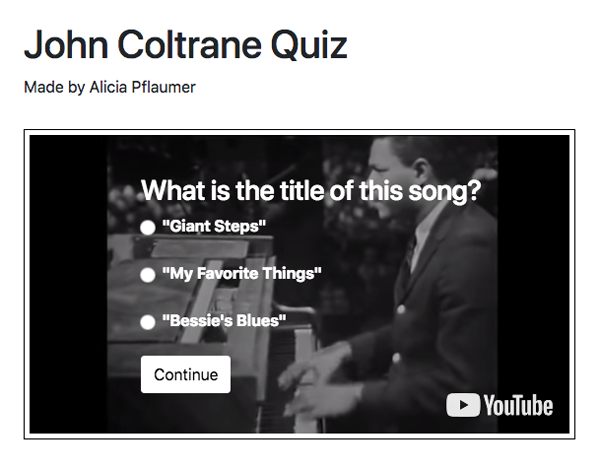 John Coltrane Quiz
Made by Alicia Pflaumer
What is the title of this song?
"Giant Steps"
"My Favorite Things"
"Bessie's Blues"
Continue
YouTube